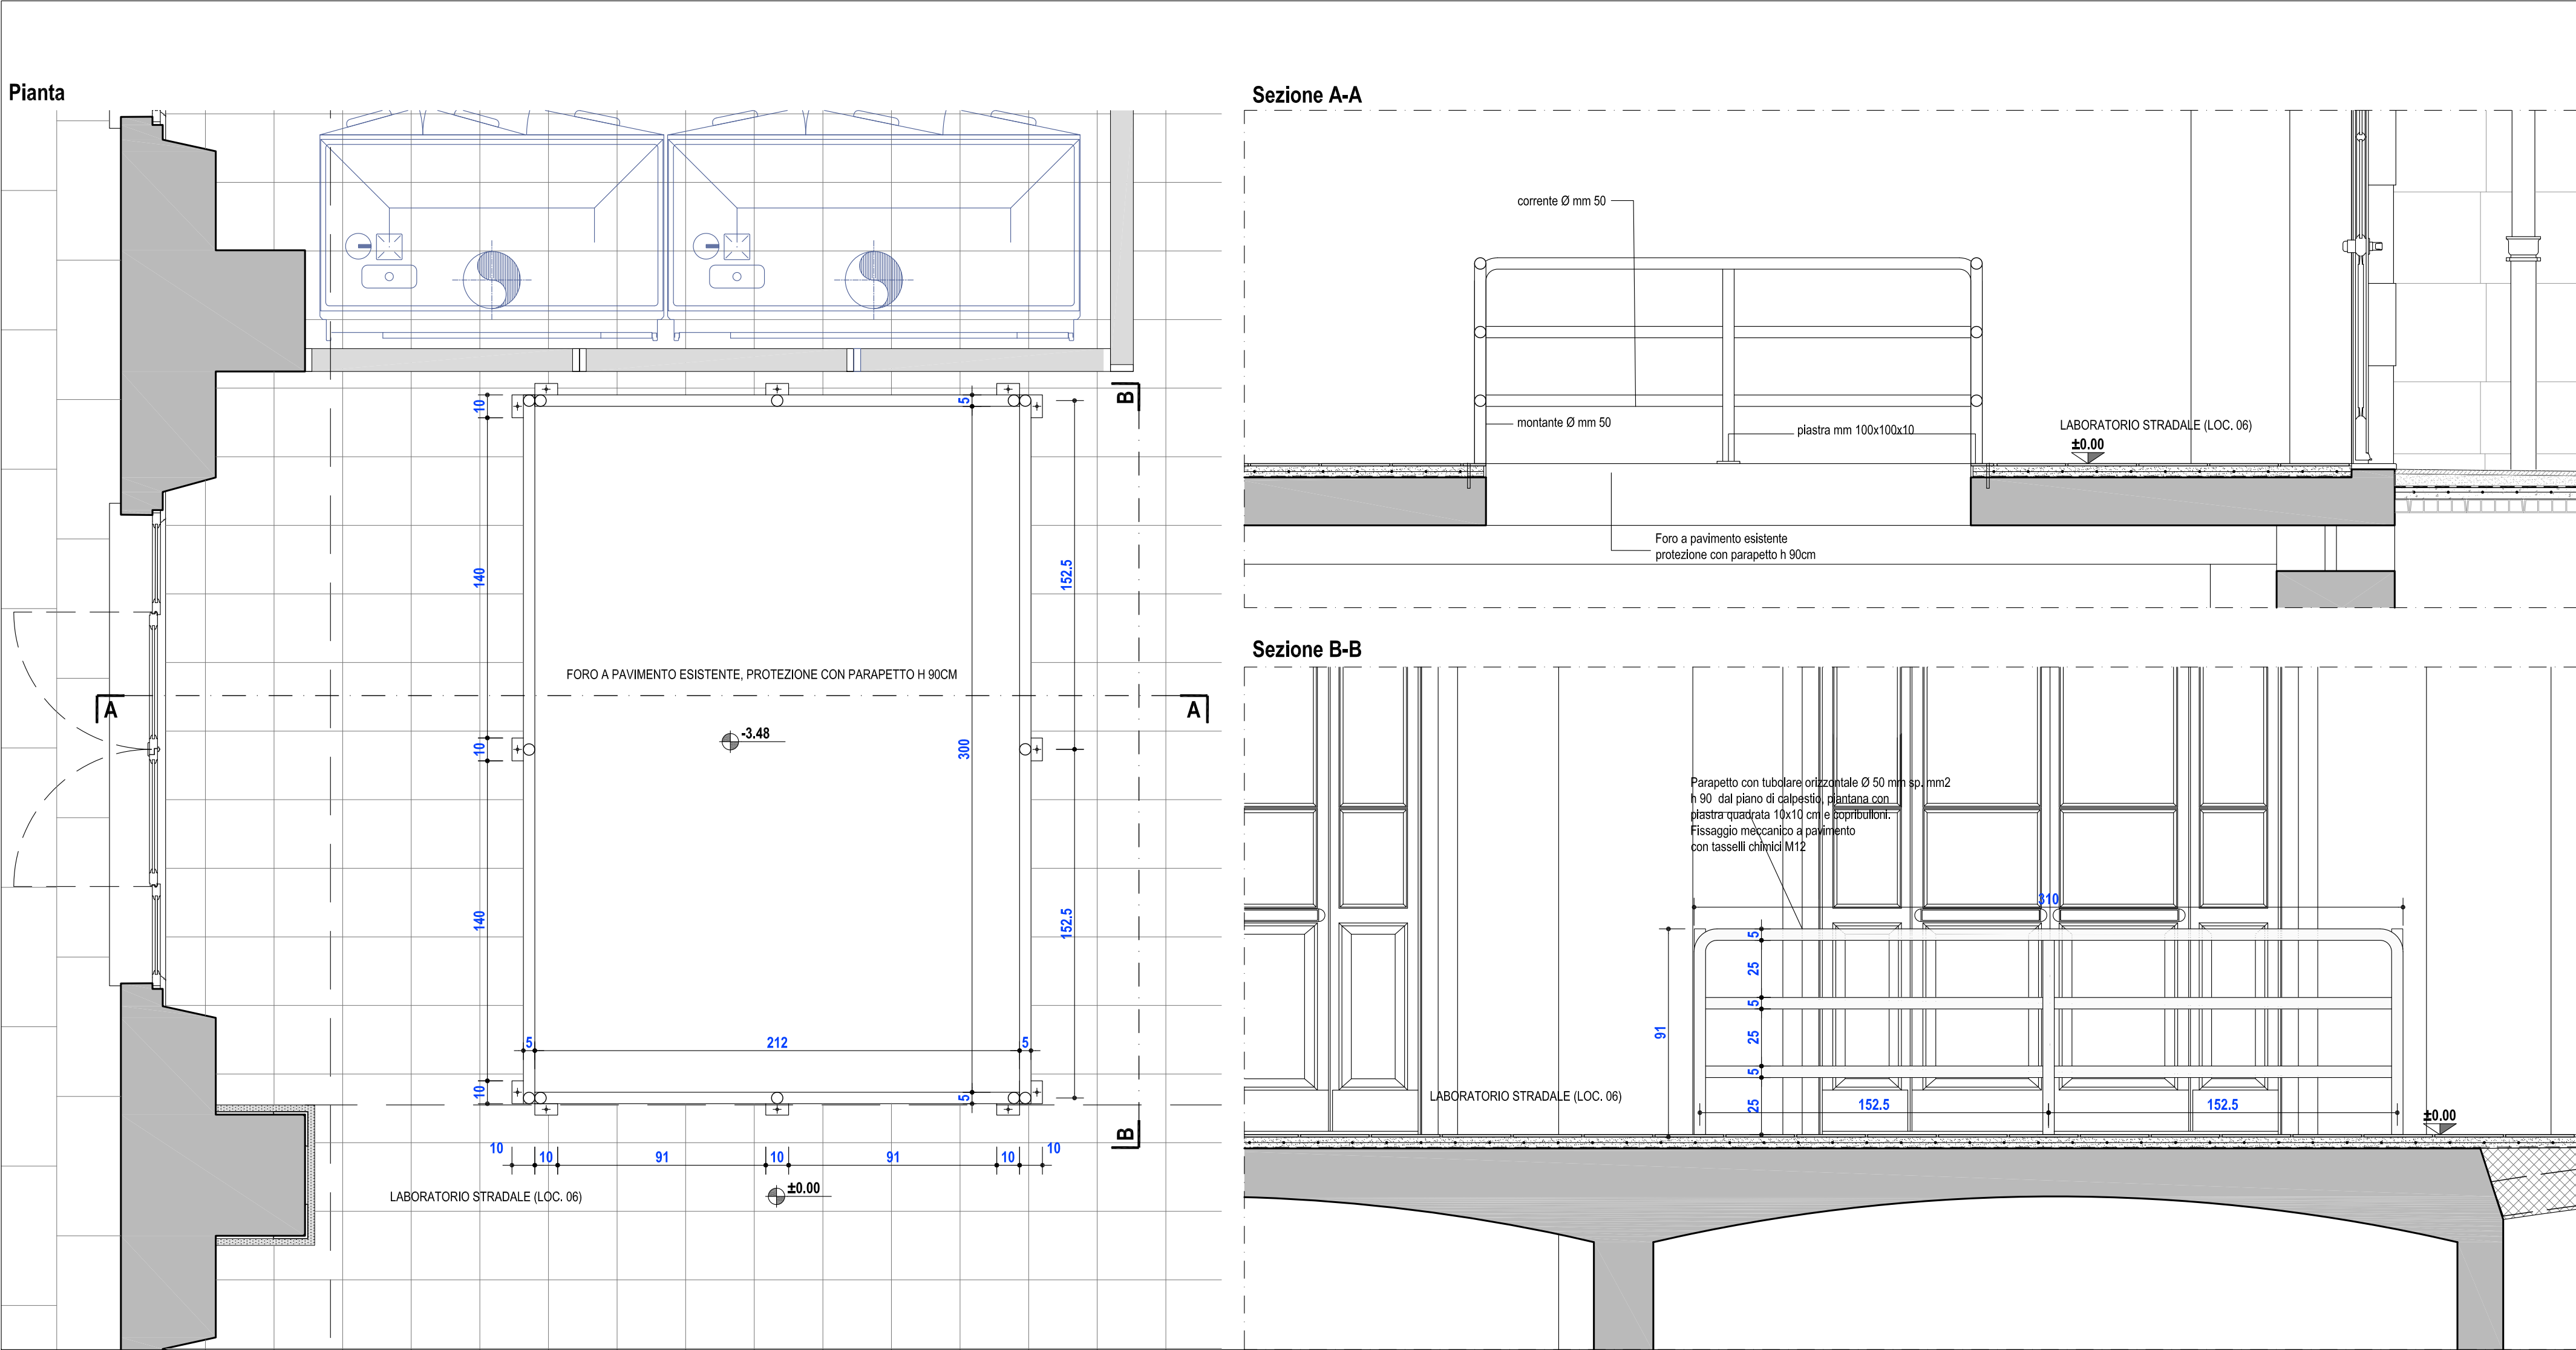 Pianta
B
10
5
140
152.5
FORO A PAVIMENTO ESISTENTE, PROTEZIONE CON PARAPETTO H 90CM
A
A
-3.48
10
300
140
152.5
5
212
5
10
5
B
10
10
91
10
91
10
10
±0.00
LABORATORIO STRADALE (LOC. 06)
Sezione A-A
corrente Ø mm 50
montante Ø mm 50
piastra mm 100x100x10
LABORATORIO STRADALE (LOC. 06)
±0.00
Foro a pavimento esistente
protezione con parapetto h 90cm
Sezione B-B
Parapetto con tubolare orizzontale Ø 50 mm sp. mm2
h 90 dal piano di calpestio, piantana con
piastra quadrata 10x10 cm e copribulloni.
Fissaggio meccanico a pavimento
con tasselli chimici M12
310
5
25
5
91
25
5
25
LABORATORIO STRADALE (LOC. 06)
152.5
152.5
±0.00